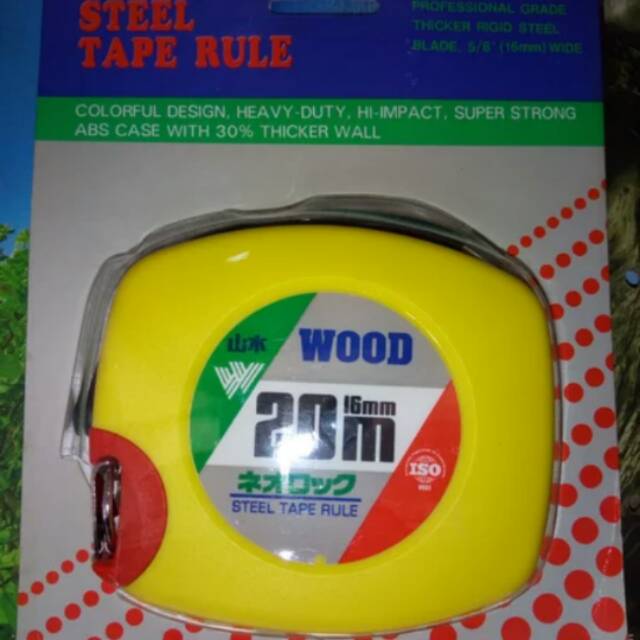 STEEL
TAPE RULE
PROFESSIONAL GRADE
THICKER RIGID STEEL
BLADE, 5/8" (16mm) WIDE
COLORFUL DESIGN, HEAVY-DUTY, HI-IMPACT, SUPER STRONG
ABS CASE WITH 30% THICKER WALL
山水
WOOD
20m
16mm
ネオロック
STEEL TAPE RULE
ISO
9001